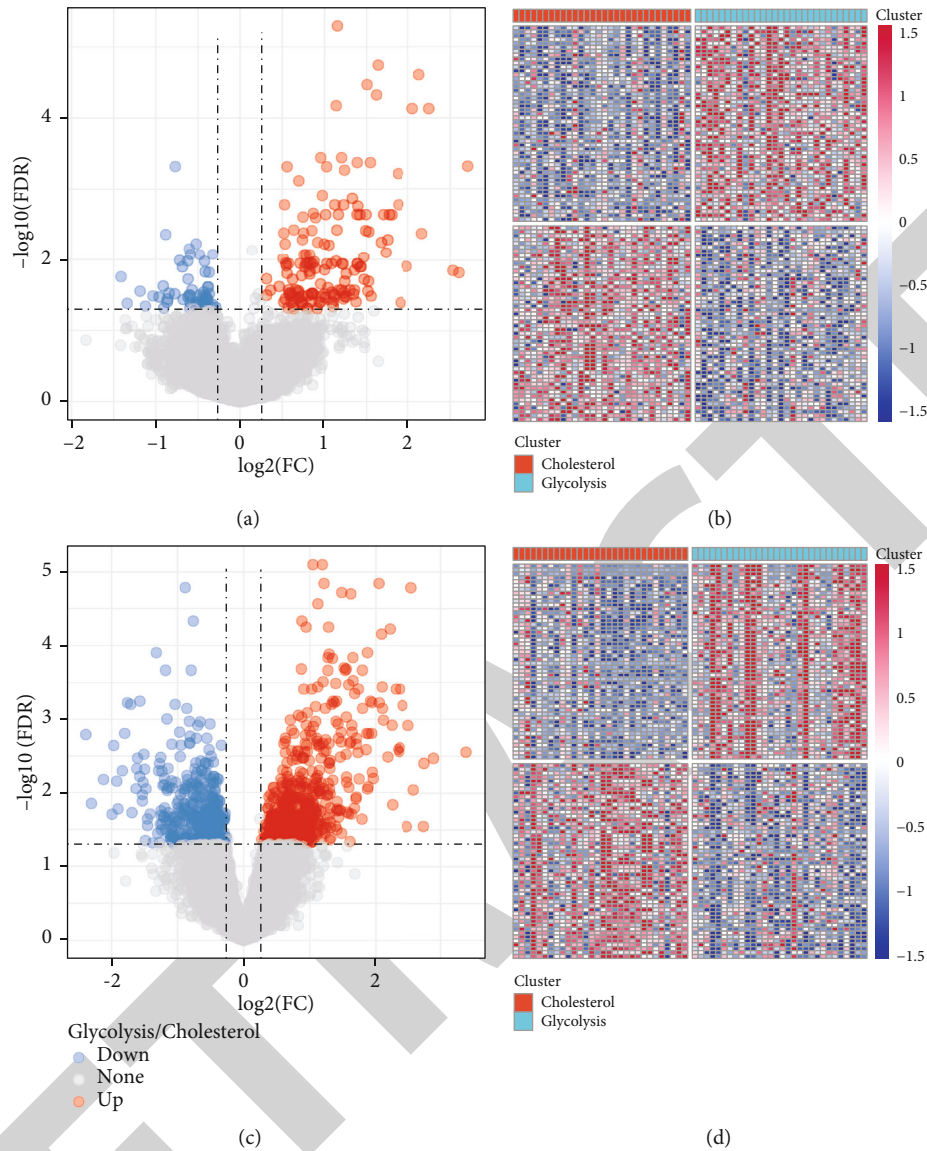 −log10(FDR)
4
2
0
−2
−1
0
1
2
log2(FC)
(a)
Cluster
1.5
1
0.5
0
−0.5
−1
−1.5
Cluster
Cholesterol
Glycolysis
(b)
−log10 (FDR)
5
4
3
2
1
0
-2
0
2
log2(FC)
Glycolysis/Cholesterol
Down
None
Up
(c)
Cluster
1.5
1
0.5
0
−0.5
−1
−1.5
Cluster
Cholesterol
Glycolysis
(d)